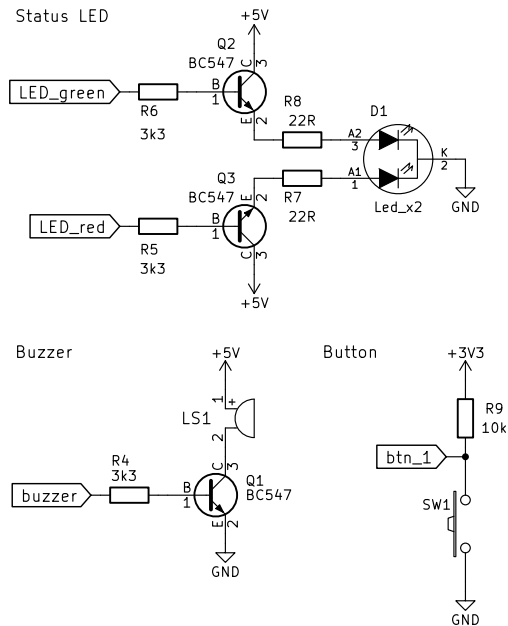 Status LED
+5V
Q2
BC547
C
3
LED_green
B
1
R6
3k3
E
2
R8
22R
D1
A2
3
K
2
A1
1
Led_x2
GND
Q3
BC547
E
2
R7
22R
LED_red
B
1
R5
3k3
C
3
+5V
Buzzer
+5V
1
+
LS1
2
R4
3k3
C
3
Q1
BC547
buzzer
B
1
E
2
GND
Button
+3V3
R9
10k
btn_1
SW1
GND